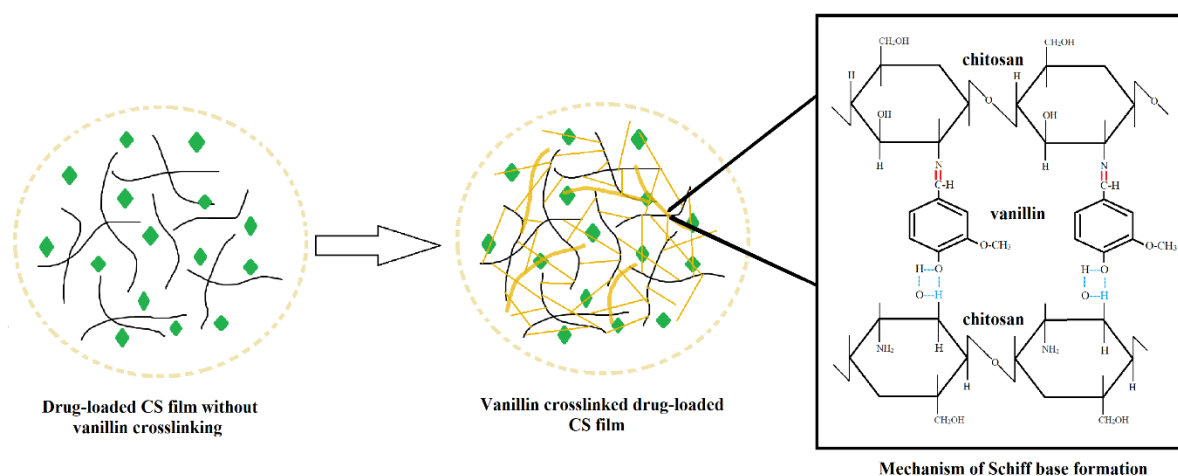 CH₂OH
CH₂OH
chitosan
H
H
O
O
OH
OH
H
H
N
N
C-H
C-H
vanillin
O-CH₃
O-CH₃
H
O
H
O
O
H
O
H
chitosan
NH₂
H
O
NH₂
H
H
H
CH₂OH
CH₂OH
Drug-loaded CS film without
vanillin crosslinking
Vanillin crosslinked drug-loaded
CS film
Mechanism of Schiff base formation